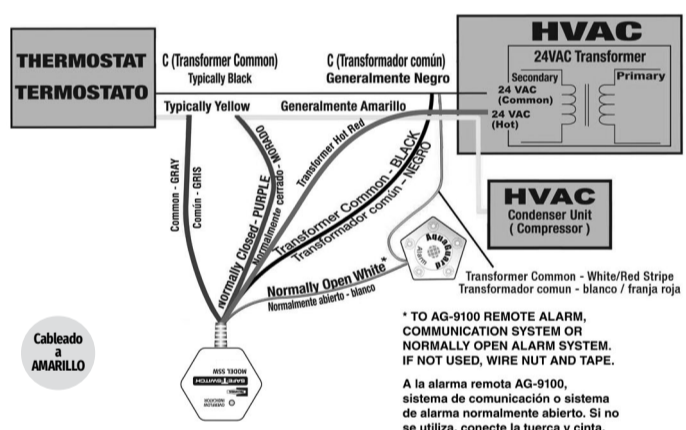 THERMOSTAT
TERMOSTATO
C (Transformer Common)
Typically Black
C (Transformador común)
Generalmente Negro
HVAC
24VAC Transformer
Secondary
Primary
24 VAC
(Common)
24 VAC
(Hot)
Typically Yellow
Generalmente Amarillo
Common - GRAY
Común - GRIS
Normally Closed - PURPLE
Normalmente cerrado - MORADO
Transformer Hot Red
Transformer Common - BLACK
Transformador común - NEGRO
Normally Open White*
Normalmente abierto - blanco
AquaGuard
Alarm
HVAC
Condenser Unit
( Compressor )
Transformer Common - White/Red Stripe
Transformador comun - blanco / franja roja
Cableado
a
AMARILLO
MODEL SSW
SAFE T SWITCH
OVERFLOW
INDICATION
* TO AG-9100 REMOTE ALARM,
COMMUNICATION SYSTEM OR
NORMALLY OPEN ALARM SYSTEM.
IF NOT USED, WIRE NUT AND TAPE.
A la alarma remota AG-9100,
sistema de comunicación o sistema
de alarma normalmente abierto. Si no
se utiliza, conecte la tuerca y cinta.